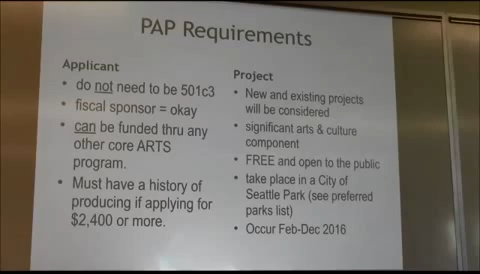 PAP Requirements
Applicant
• do not need to be 501c3
• fiscal sponsor = okay
• can be funded thru any
other core ARTS
program.
• Must have a history of
producing if applying for
$2,400 or more.
Project
• New and existing projects
will be considered
• significant arts & culture
component
• FREE and open to the public
• take place in a City of
Seattle Park (see preferred
parks list)
• Occur Feb-Dec 2016